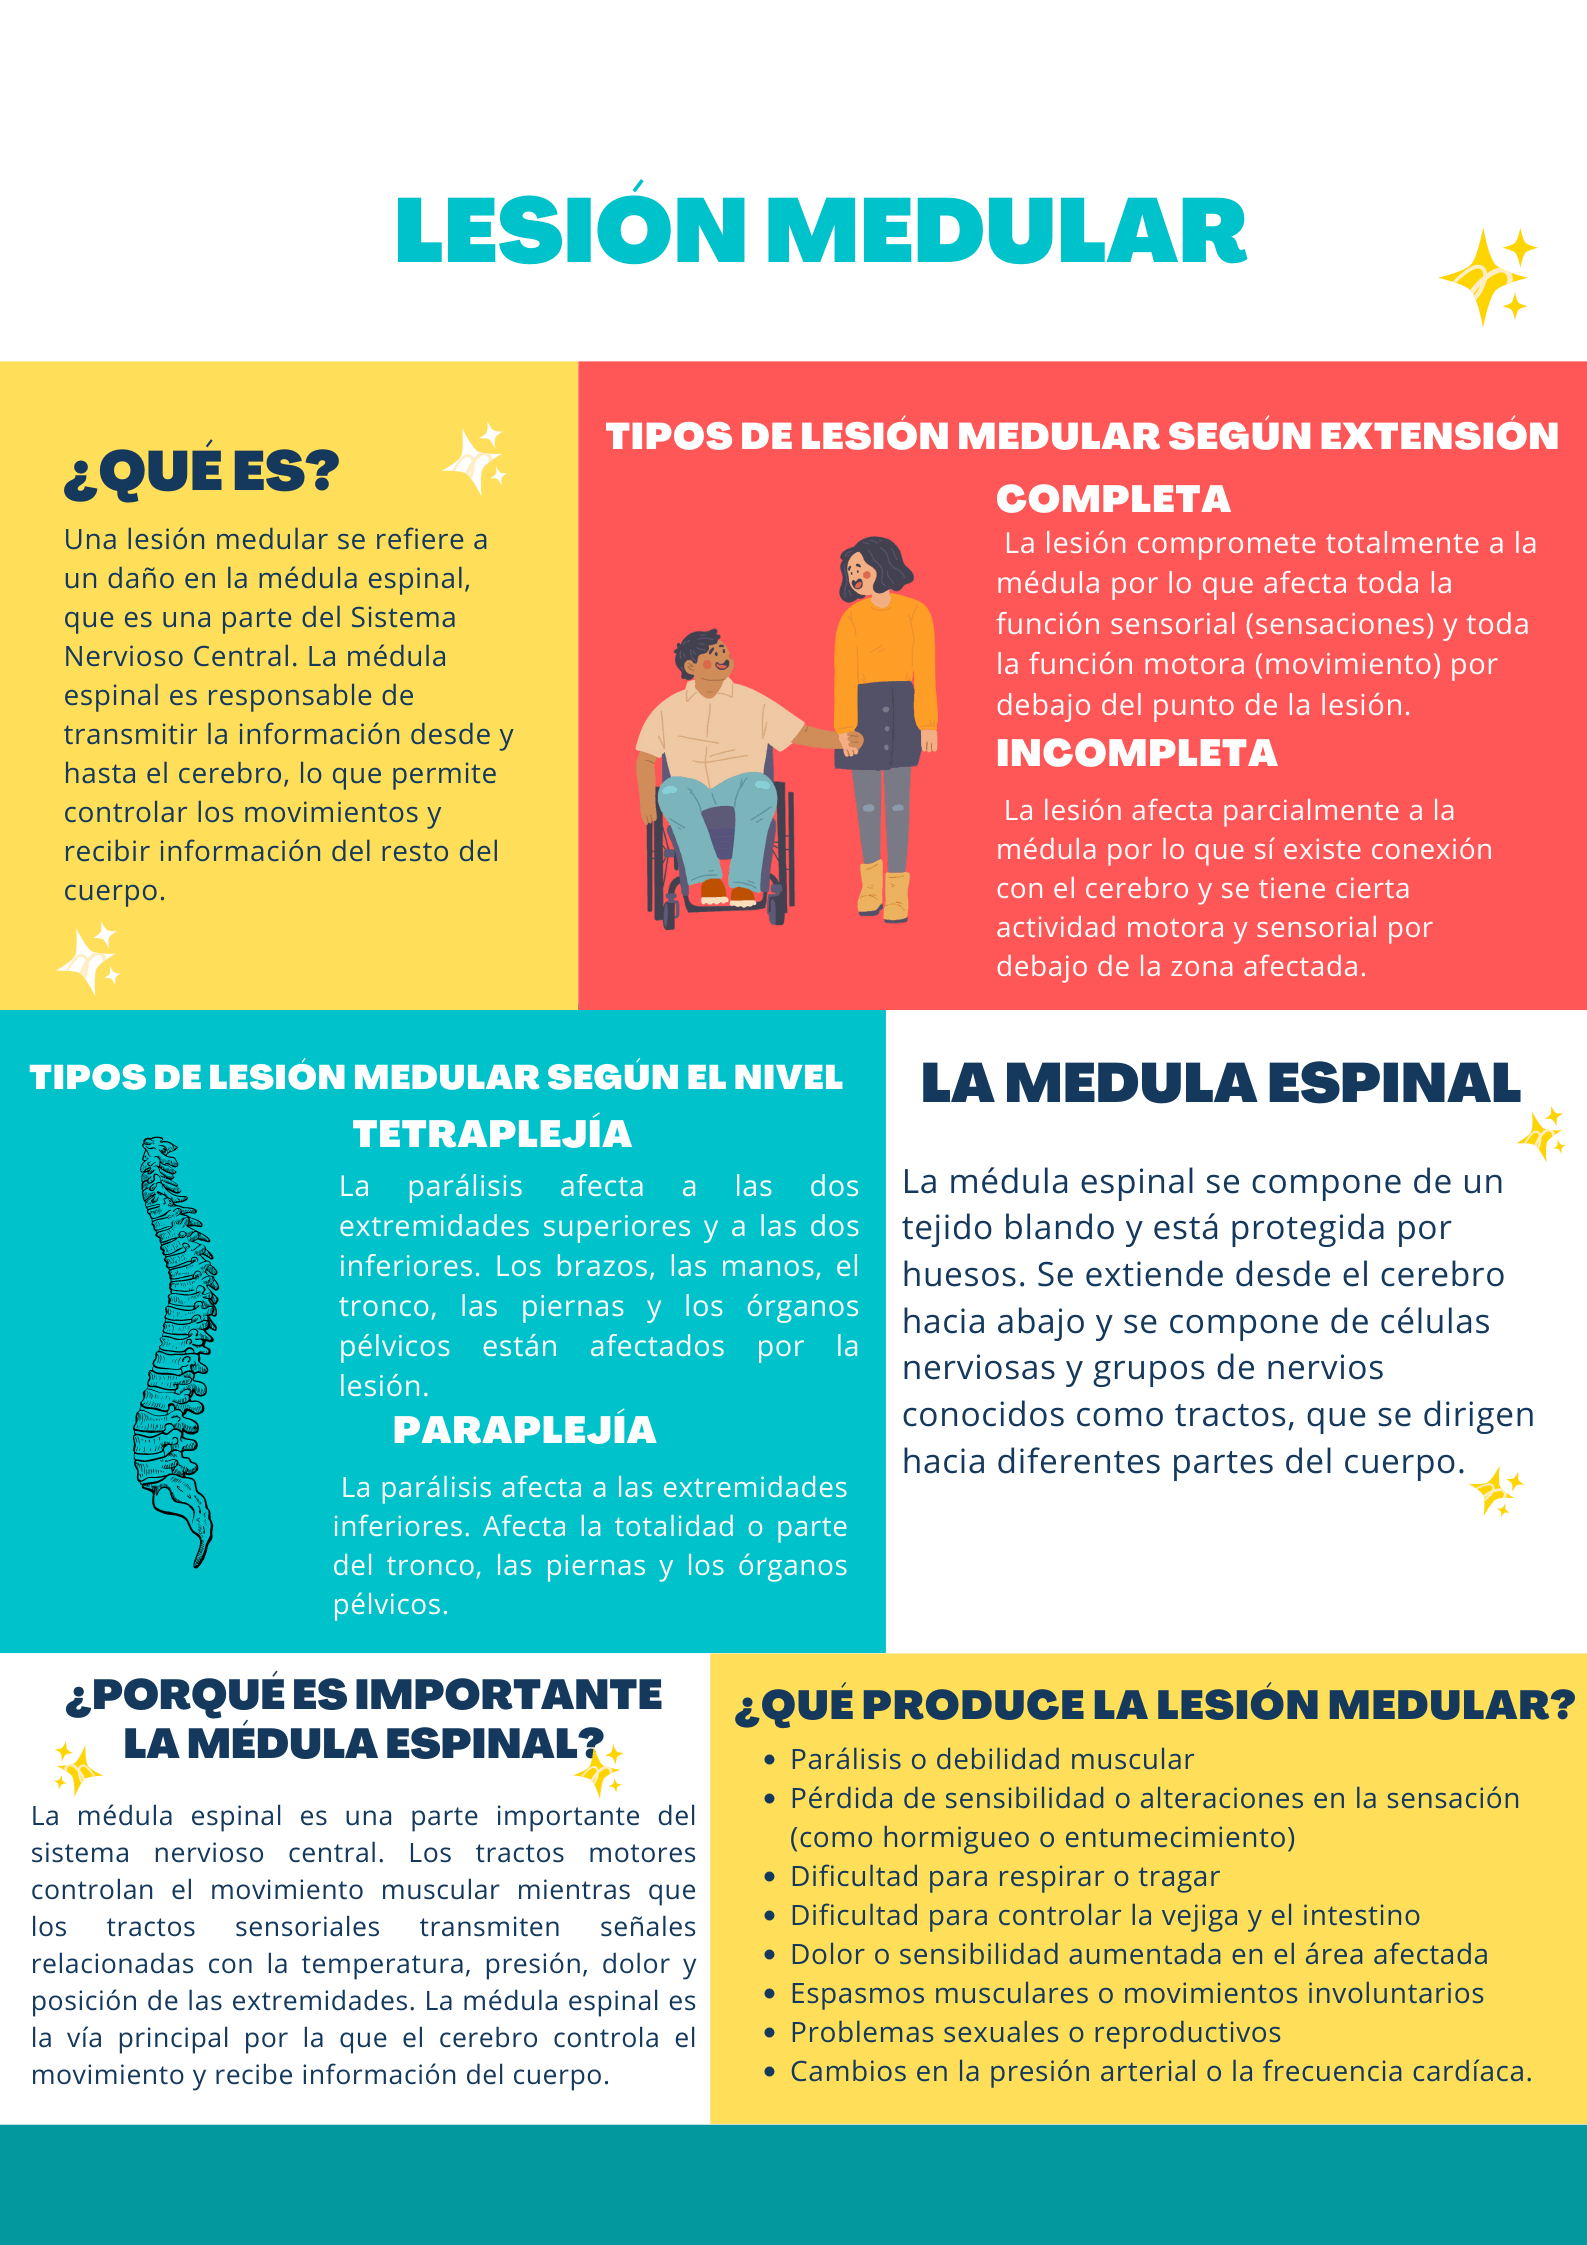 LESIÓN MEDULAR
¿QUÉ ES?
Una lesión medular se refiere a
un daño en la médula espinal,
que es una parte del Sistema
Nervioso Central. La médula
espinal es responsable de
transmitir la información desde y
hasta el cerebro, lo que permite
controlar los movimientos y
recibir información del resto del
cuerpo.
TIPOS DE LESIÓN MEDULAR SEGÚN EXTENSIÓN
COMPLETA
La lesión compromete totalmente a la
médula por lo que afecta toda la
función sensorial (sensaciones) y toda
la función motora (movimiento) por
debajo del punto de la lesión.
INCOMPLETA
La lesión afecta parcialmente a la
médula por lo que sí existe conexión
con el cerebro y se tiene cierta
actividad motora y sensorial por
debajo de la zona afectada.
TIPOS DE LESIÓN MEDULAR SEGÚN EL NIVEL
TETRAPLEJÍA
La parálisis afecta a las dos
extremidades superiores y a las dos
inferiores. Los brazos, las manos, el
tronco, las piernas y los órganos
pélvicos están afectados por la
lesión.
PARAPLEJÍA
La parálisis afecta a las extremidades
inferiores. Afecta la totalidad o parte
del tronco, las piernas y los órganos
pélvicos.
LA MEDULA ESPINAL
La médula espinal se compone de un
tejido blando y está protegida por
huesos. Se extiende desde el cerebro
hacia abajo y se compone de células
nerviosas y grupos de nervios
conocidos como tractos, que se dirigen
hacia diferentes partes del cuerpo.
¿PORQUÉ ES IMPORTANTE
LA MÉDULA ESPINAL?
La médula espinal es una parte importante del
sistema nervioso central. Los tractos motores
controlan el movimiento muscular mientras que
los tractos sensoriales transmiten señales
relacionadas con la temperatura, presión, dolor y
posición de las extremidades. La médula espinal es
la vía principal por la que el cerebro controla el
movimiento y recibe información del cuerpo.
¿QUÉ PRODUCE LA LESIÓN MEDULAR?
• Parálisis o debilidad muscular
• Pérdida de sensibilidad o alteraciones en la sensación
(como hormigueo o entumecimiento)
• Dificultad para respirar o tragar
• Dificultad para controlar la vejiga y el intestino
• Dolor o sensibilidad aumentada en el área afectada
• Espasmos musculares o movimientos involuntarios
• Problemas sexuales o reproductivos
• Cambios en la presión arterial o la frecuencia cardíaca.